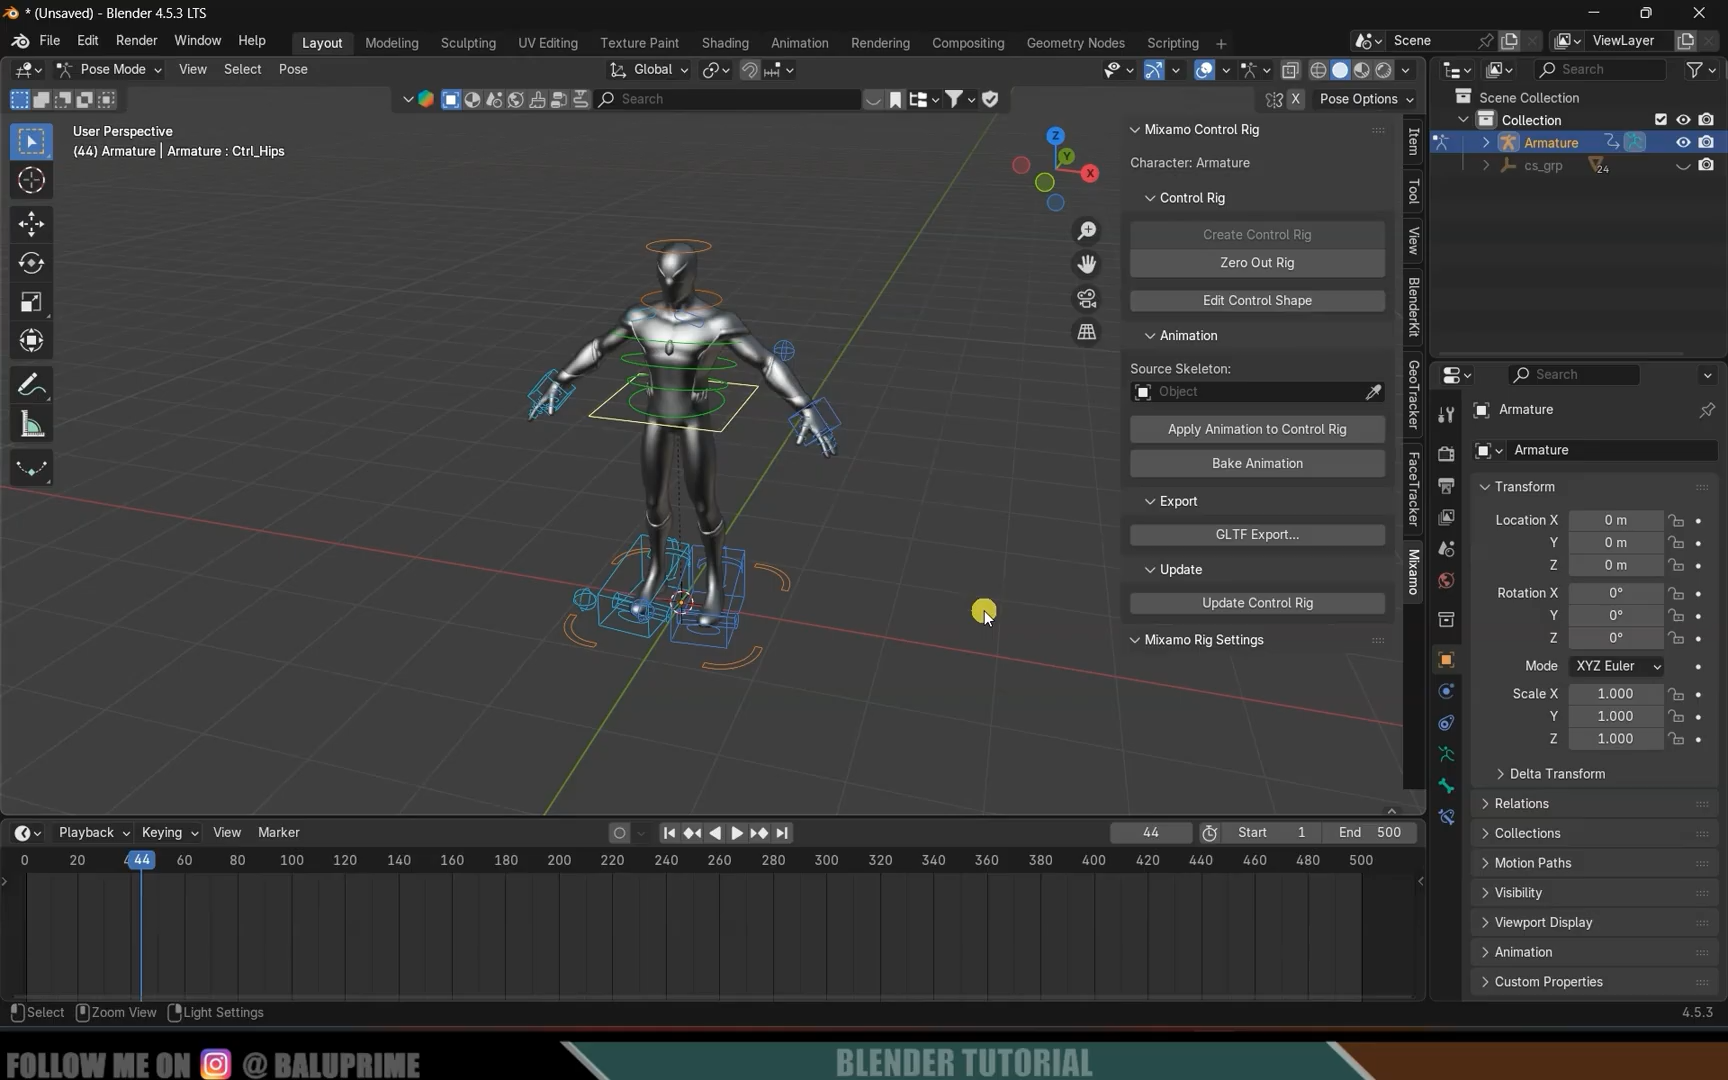 * (Unsaved) - Blender 4.5.3 LTS
File Edit Render Window Help Layout Modeling Sculpting UV Editing Texture Paint Shading Animation Rendering Compositing Geometry Nodes Scripting + Scene ViewLayer
Pose Mode View Select Pose Global Search
Search X Pose Options
Scene Collection
Collection
Armature
cs_grp 24
User Perspective
(44) Armature | Armature : Ctrl_Hips
Z
Y
X
Mixamo Control Rig
Character: Armature
Control Rig
Create Control Rig
Zero Out Rig
Edit Control Shape
Animation
Source Skeleton:
Object
Apply Animation to Control Rig
Bake Animation
Export
GLTF Export...
Update
Update Control Rig
Mixamo Rig Settings
Item
Tool
View
BlenderKit
GeoTracker
FaceTracker
Mixamo
Search
Armature
Armature
Transform
Location X 0 m
Y 0 m
Z 0 m
Rotation X 0°
Y 0°
Z 0°
Mode XYZ Euler
Scale X 1.000
Y 1.000
Z 1.000
Delta Transform
Relations
Collections
Motion Paths
Visibility
Viewport Display
Animation
Custom Properties
Playback Keying View Marker 44 Start 1 End 500
0 20 4 44 60 80 100 120 140 160 180 200 220 240 260 280 300 320 340 360 380 400 420 440 460 480 500
Select Zoom View Light Settings 4.5.3
FOLLOW ME ON @ BALUPRIME BLENDER TUTORIAL